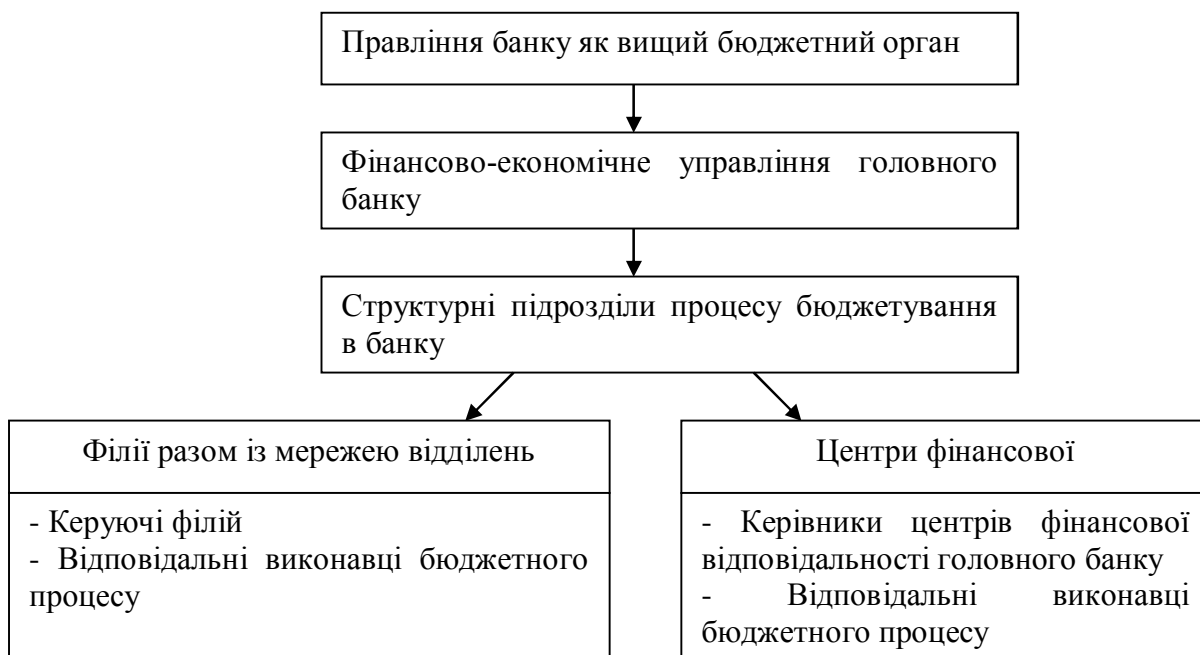 Правління банку як вищий бюджетний орган
Фінансово-економічне управління головного
банку
Структурні підрозділи процесу бюджетування
в банку
Філії разом із мережею відділень
- Керуючі філій
- Відповідальні виконавці бюджетного
процесу
Центри фінансової
- Керівники центрів фінансової
відповідальності головного банку
- Відповідальні виконавці
бюджетного процесу